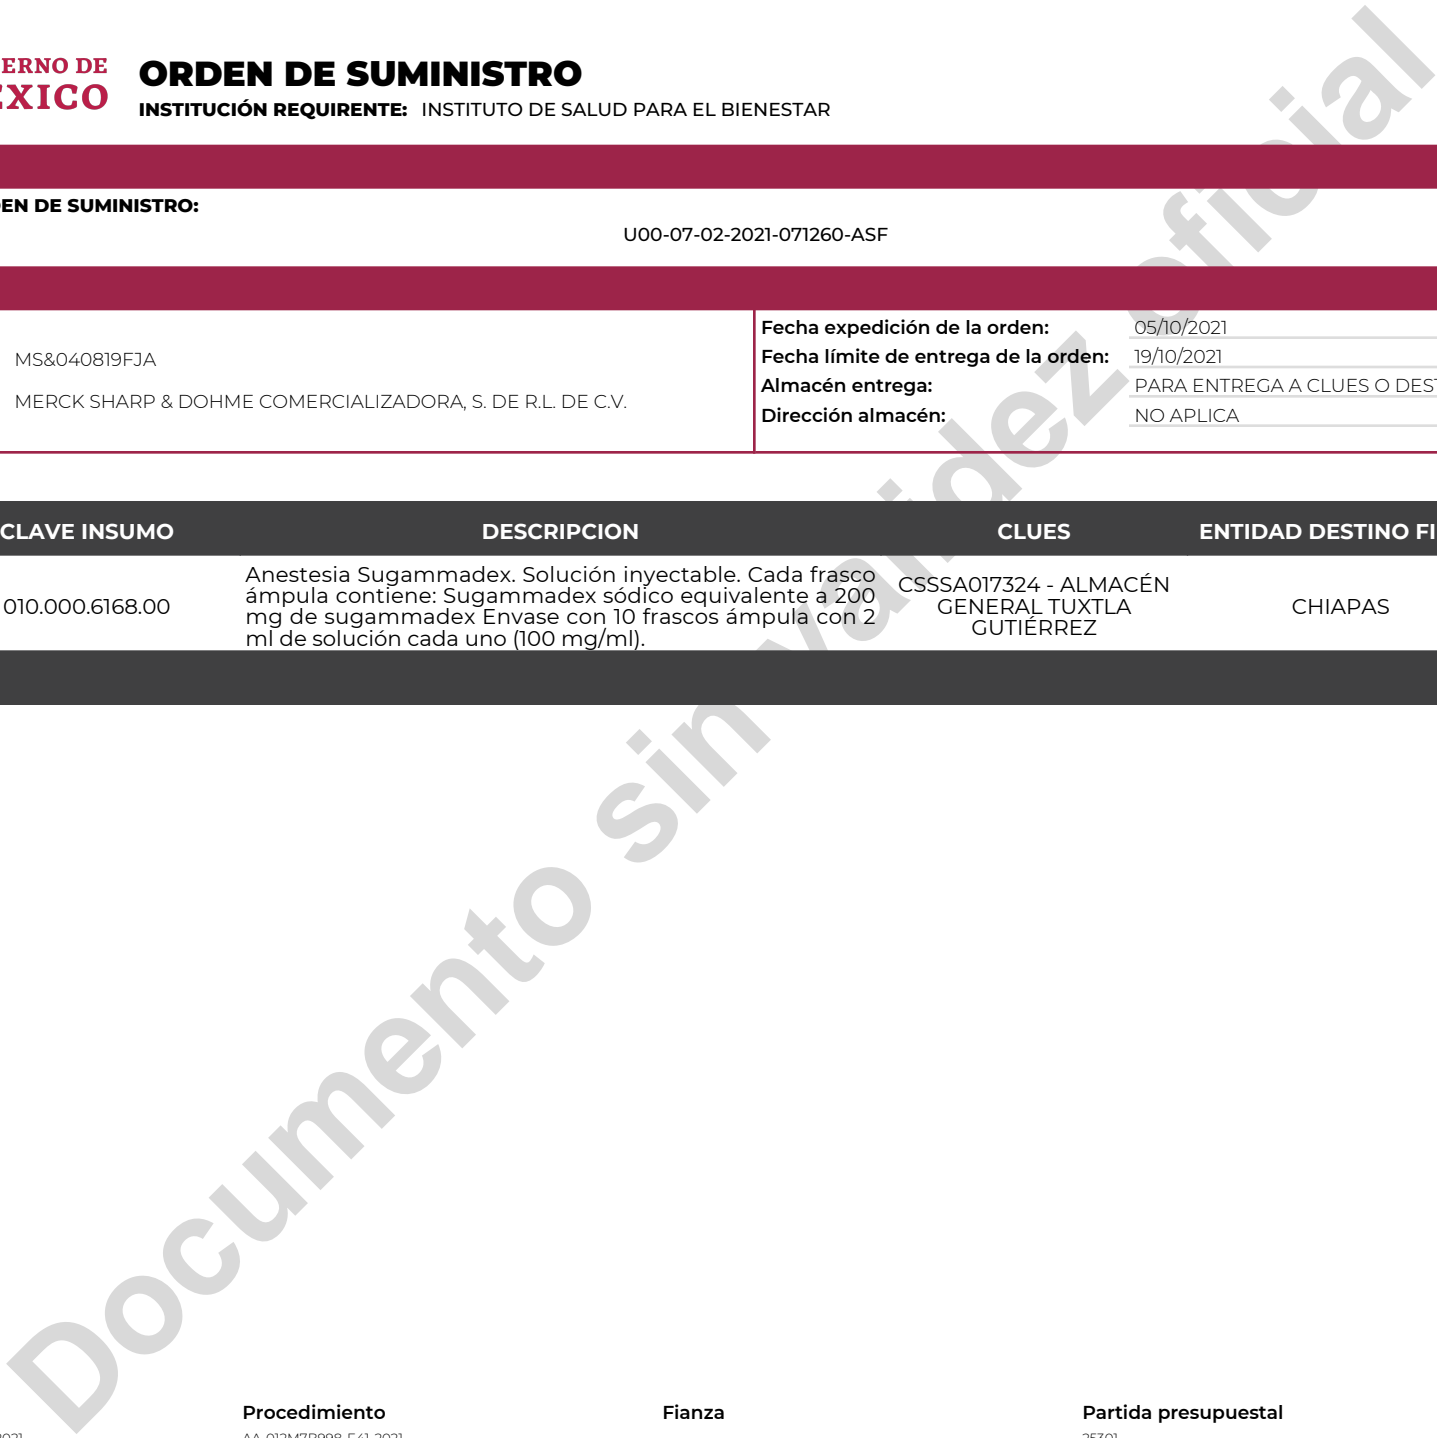 ERNO DE
EXICO
ORDEN DE SUMINISTRO
INSTITUCIÓN REQUIRENTE: INSTITUTO DE SALUD PARA EL BIENESTAR
EN DE SUMINISTRO:
U00-07-02-2021-071260-ASF
MS&040819FJA
MERCK SHARP & DOHME COMERCIALIZADORA, S. DE R.L. DE C.V.
Fecha expedición de la orden: 05/10/2021
Fecha límite de entrega de la orden: 19/10/2021
Almacén entrega: PARA ENTREGA A CLUES O DEST
Dirección almacén: NO APLICA
CLAVE INSUMO DESCRIPCION CLUES ENTIDAD DESTINO FI
010.000.6168.00
Anestesia Sugammadex. Solución inyectable. Cada frasco
ámpula contiene: Sugammadex sódico equivalente a 200
mg de sugammadex Envase con 10 frascos ámpula con 2
ml de solución cada uno (100 mg/ml).
CSSSA017324 - ALMACÉN
GENERAL TUXTLA
GUTIÉRREZ
CHIAPAS
Documento sin validez oficial
Procedimiento Fianza Partida presupuestal